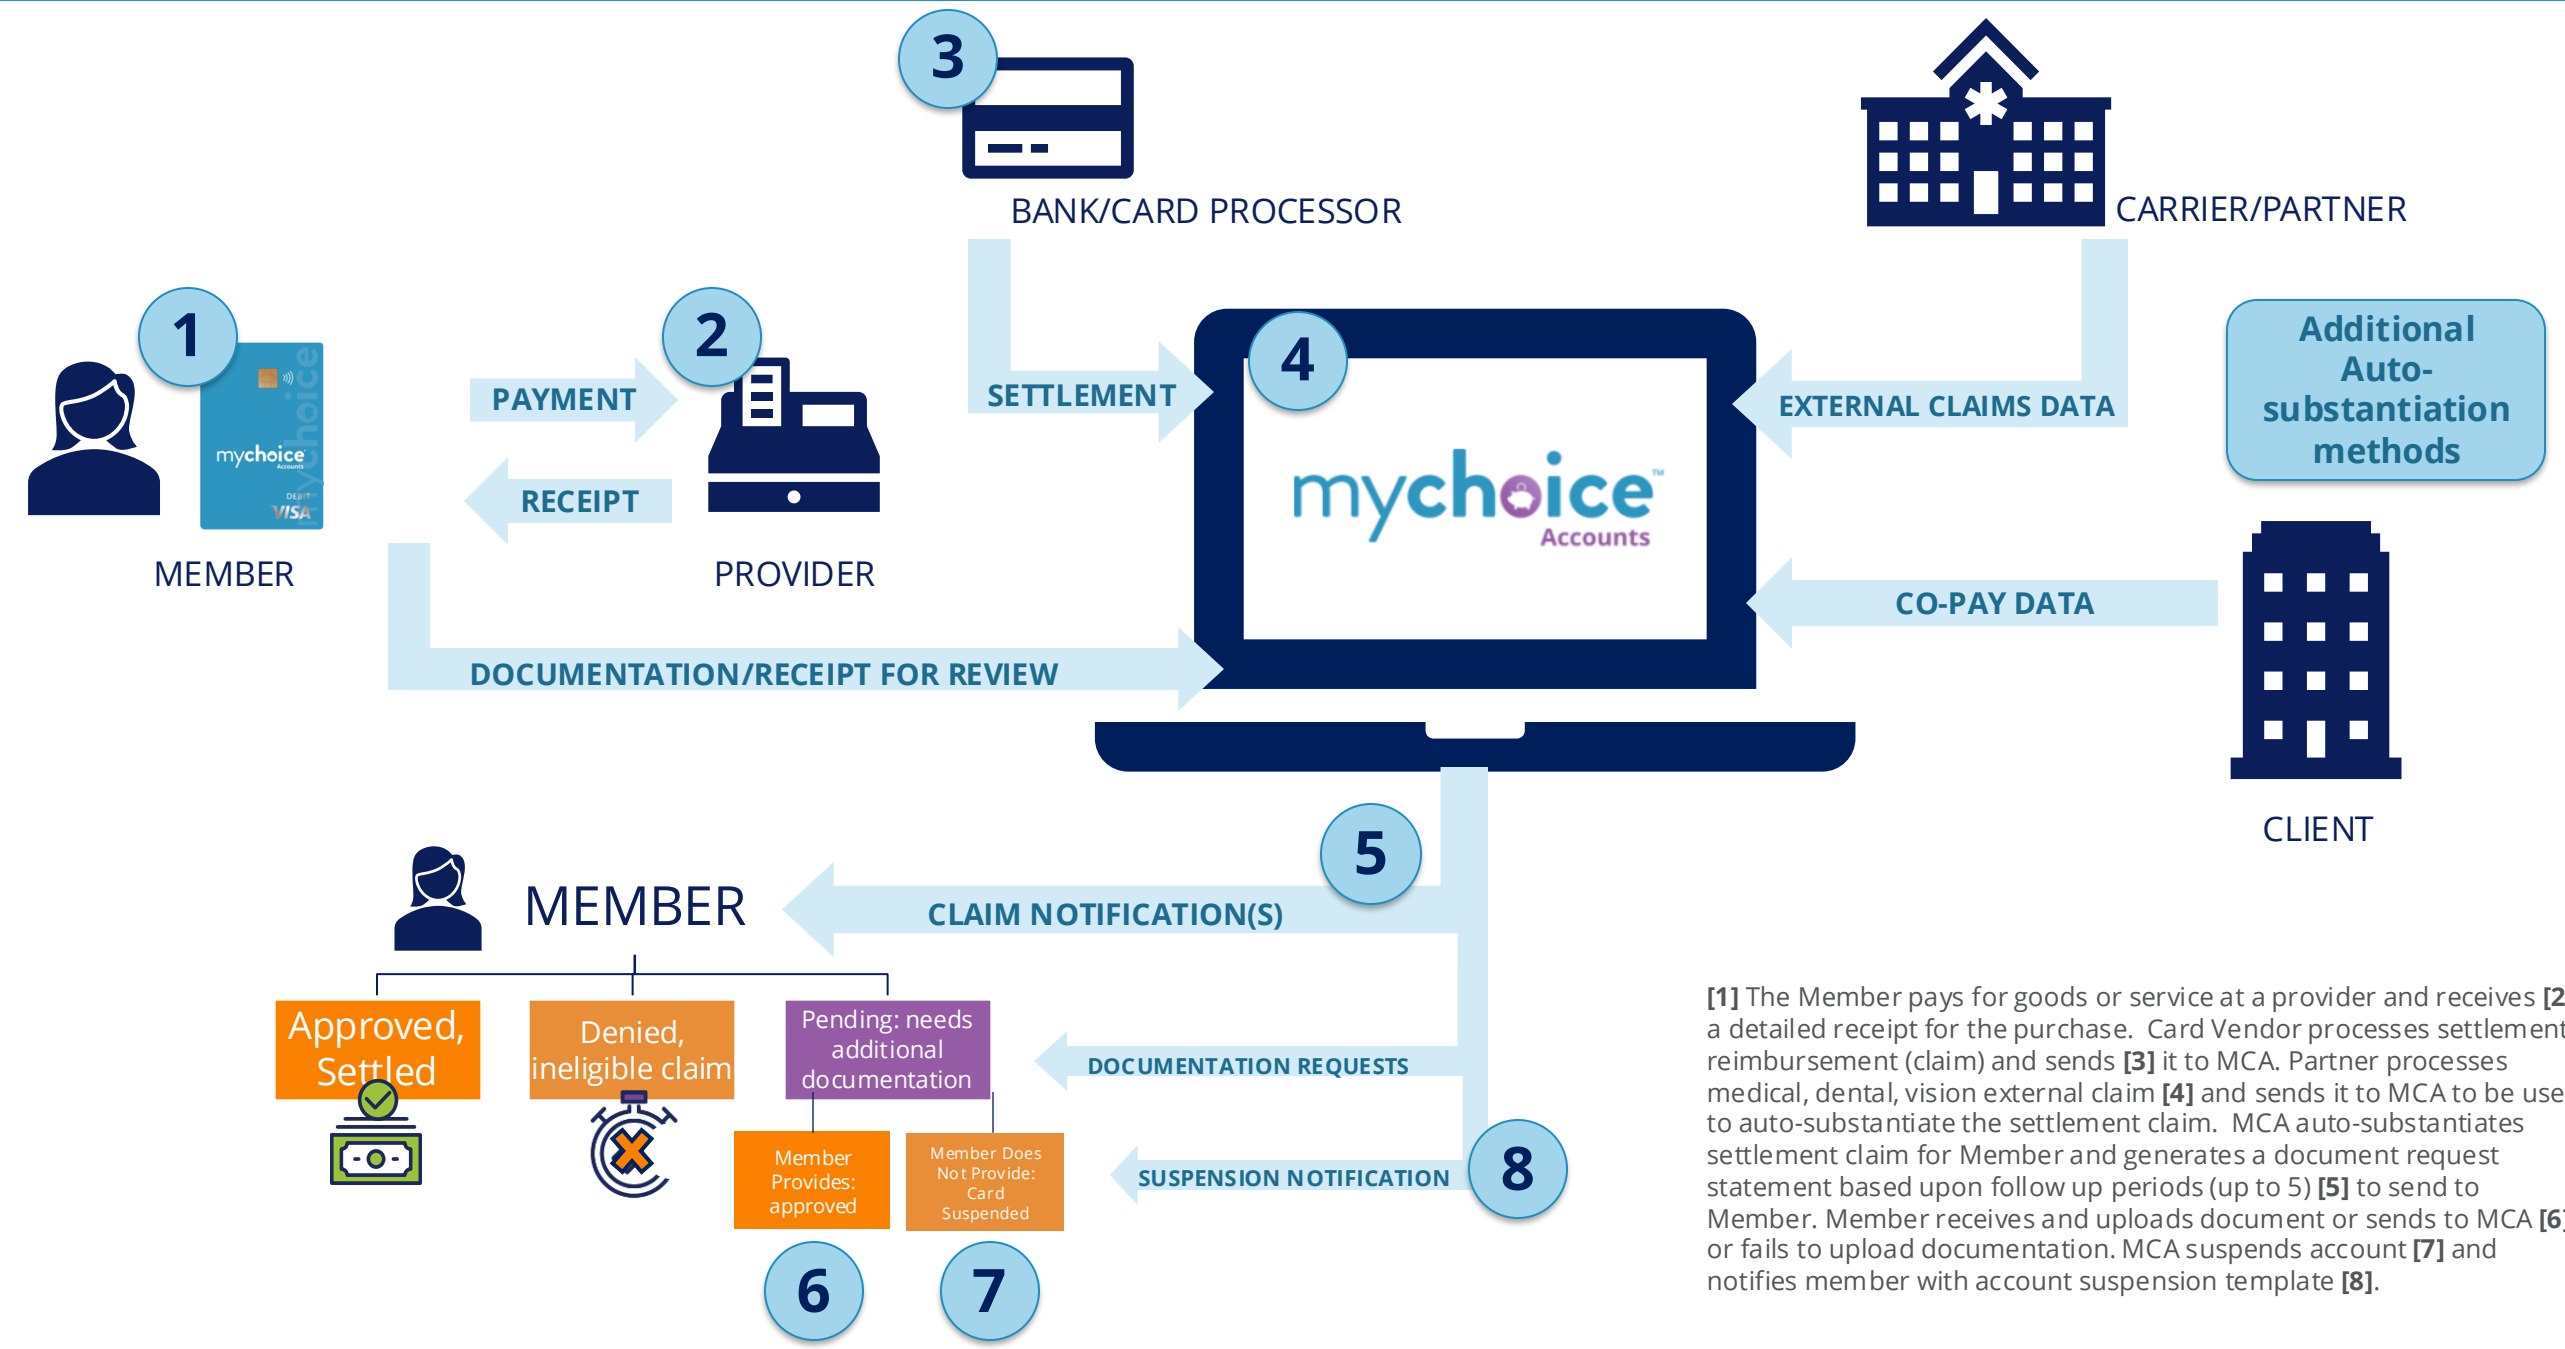 3
BANK/CARD PROCESSOR
CARRIER/PARTNER
1
mychoice
mychoice
Accounts
DEBIT
VISA
MEMBER
PAYMENT
RECEIPT
2
PROVIDER
SETTLEMENT
4
mychoice™
Accounts
EXTERNAL CLAIMS DATA
Additional
Auto-
substantiation
methods
CO-PAY DATA
CLIENT
DOCUMENTATION/RECEIPT FOR REVIEW
5
MEMBER
CLAIM NOTIFICATION(S)
Approved,
Settled
Denied,
ineligible claim
Pending: needs
additional
documentation
DOCUMENTATION REQUESTS
Member
Provides:
approved
Member Does
Not Provide:
Card
Suspended
SUSPENSION NOTIFICATION
8
6
7
[1] The Member pays for goods or service at a provider and receives [2
a detailed receipt for the purchase. Card Vendor processes settlement
reimbursement (claim) and sends [3] it to MCA. Partner processes
medical, dental, vision external claim [4] and sends it to MCA to be use
to auto-substantiate the settlement claim. MCA auto-substantiates
settlement claim for Member and generates a document request
statement based upon follow up periods (up to 5) [5] to send to
Member. Member receives and uploads document or sends to MCA [6]
or fails to upload documentation. MCA suspends account [7] and
notifies member with account suspension template [8].